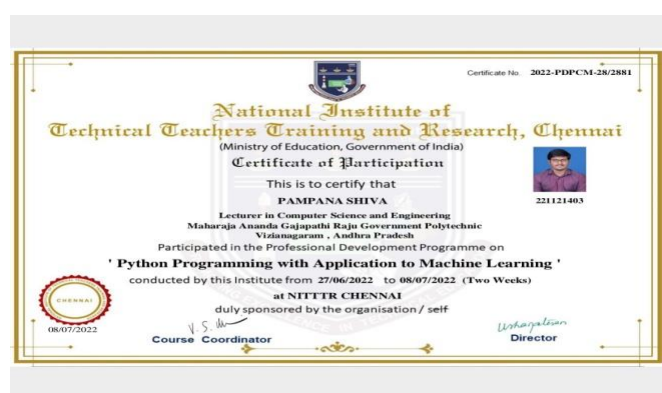 Certificate No. 2022-PDPCM-28/2881
National Institute of
Technical Teachers Training and Research, Chennai
(Ministry of Education, Government of India)
Certificate of Participation
This is to certify that
PAMPANA SHIVA
221121403
Lecturer in Computer Science and Engineering
Maharaja Ananda Gajapathi Raju Government Polytechnic
Vizianagaram , Andhra Pradesh
Participated in the Professional Development Programme on
' Python Programming with Application to Machine Learning '
conducted by this Institute from 27/06/2022 to 08/07/2022 (Two Weeks)
at NITTTR CHENNAI
duly sponsored by the organisation / self
CHENNAI
08/07/2022
V. S.
Course Coordinator
Director